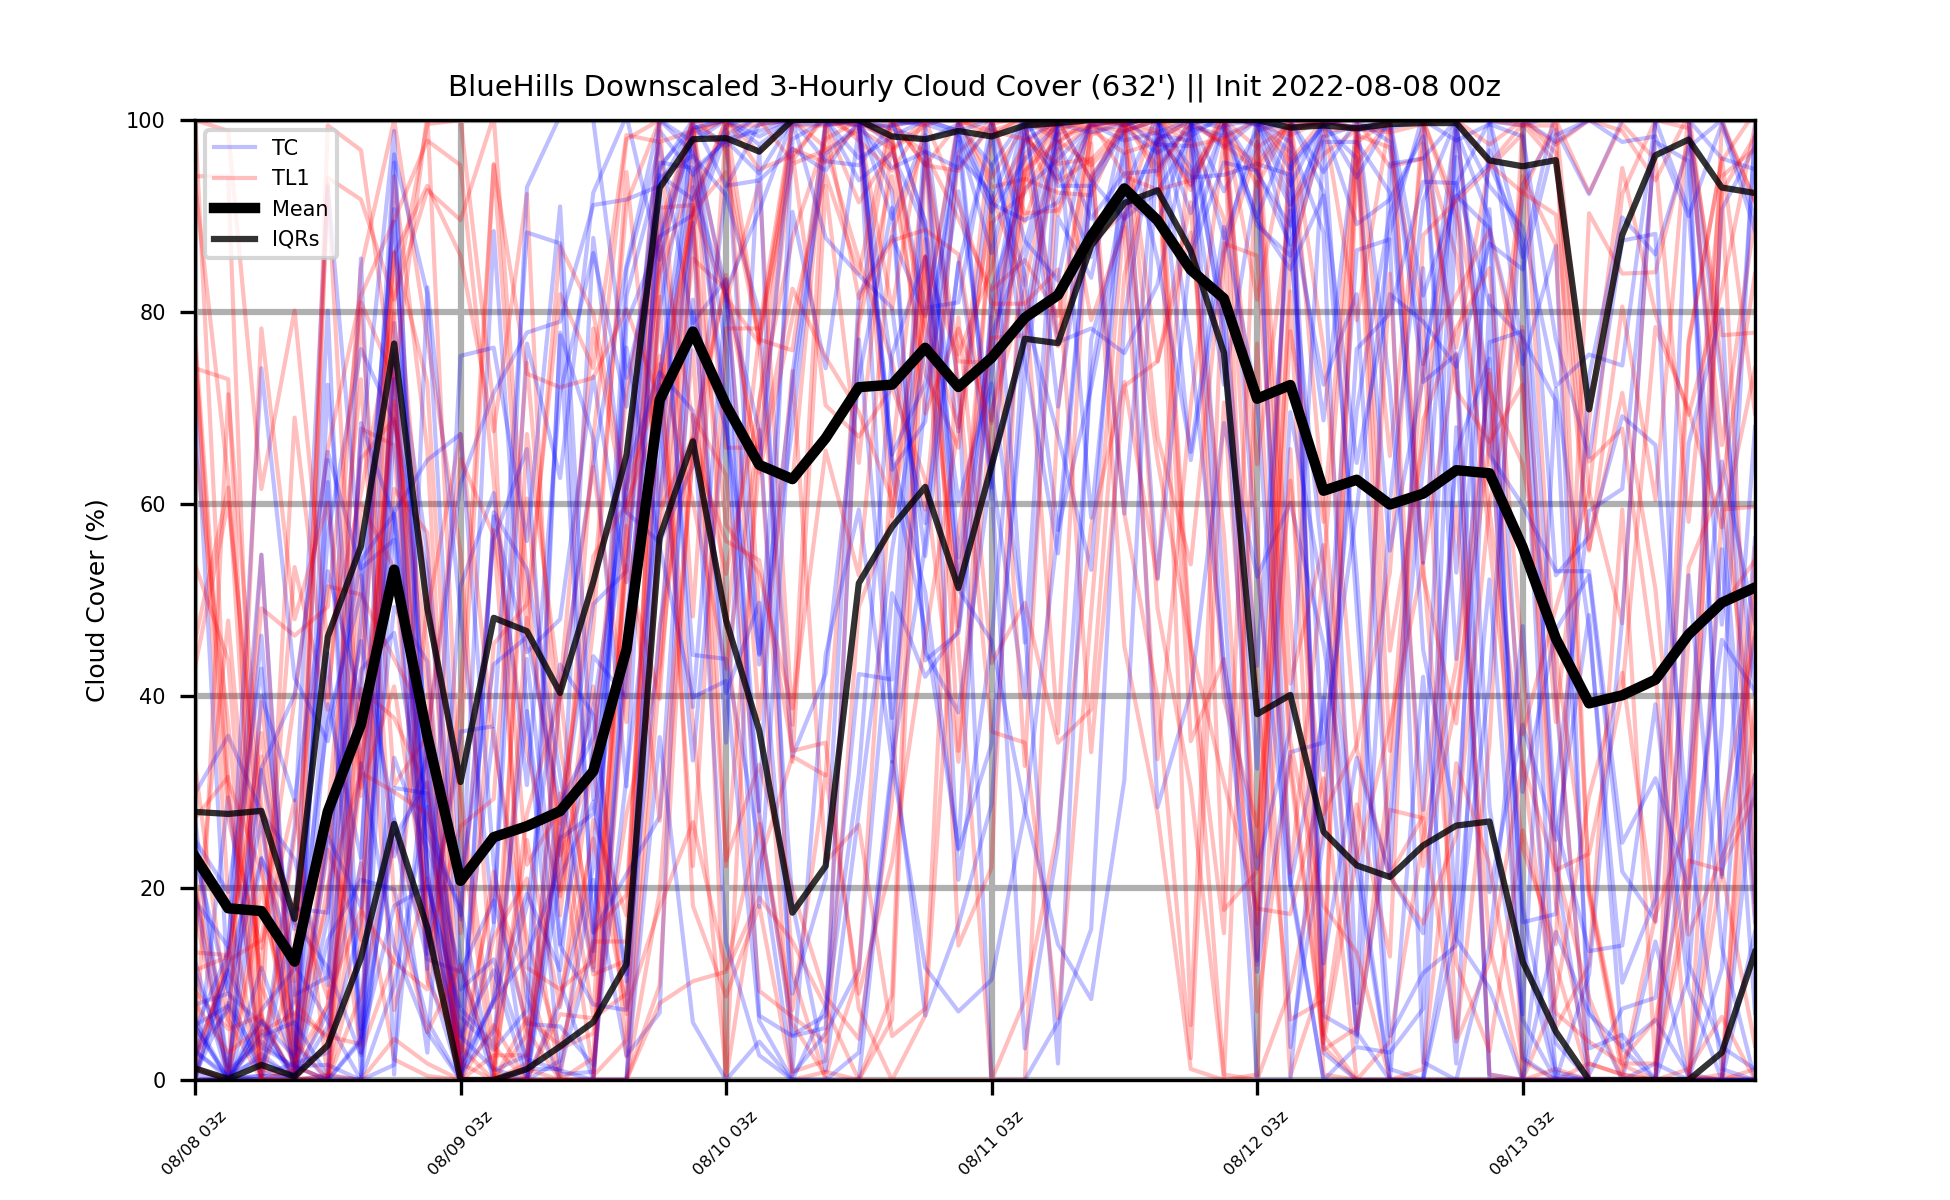 BlueHills Downscaled 3-Hourly Cloud Cover (632') || Init 2022-08-08 00z
TC
TL1
Mean
IQRs
Cloud Cover (%)
100
80
60
40
20
0
08/08 03z
08/09 03z
08/10 03z
08/11 03z
08/12 03z
08/13 03z